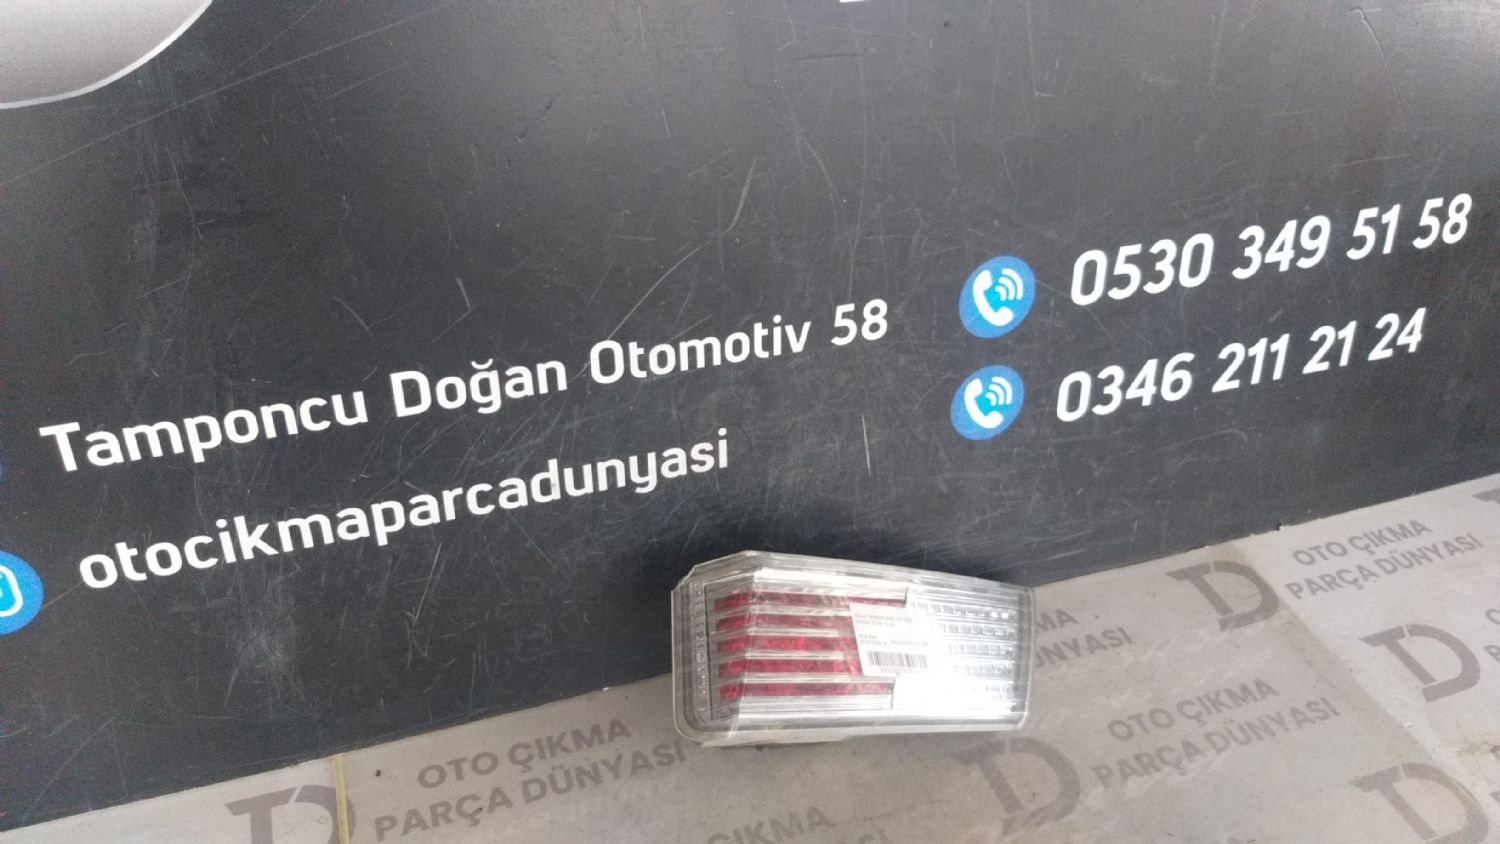 Tamponcu Doğan Otomotiv 58
otocikmaparcadunyasi
0530 349 51 58
0346 211 21 24
OTO ÇIKMA
PARÇA DÜNYASI
OTO ÇIKMA
PARÇA DÜNYASI
OTO ÇIKMA
PARÇA DÜNYASI
ÇIKMA